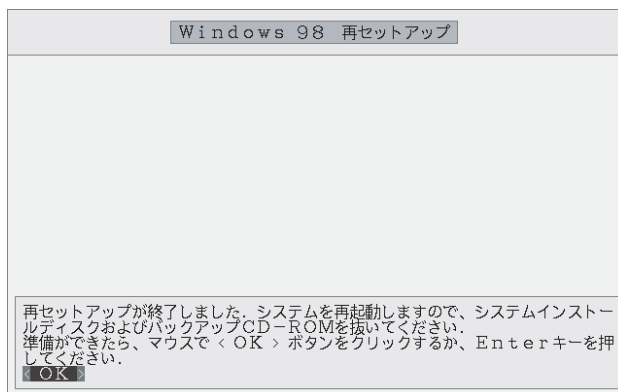 Windows 98 再セットアップ
再セットアップが終了しました．システムを再起動しますので、システムインストー
ルディスクおよびバックアップCD－ROMを抜いてください．
準備ができたら、マウスで＜OK＞ボタンをクリックするか、Enterキーを押
してください．
＜OK＞